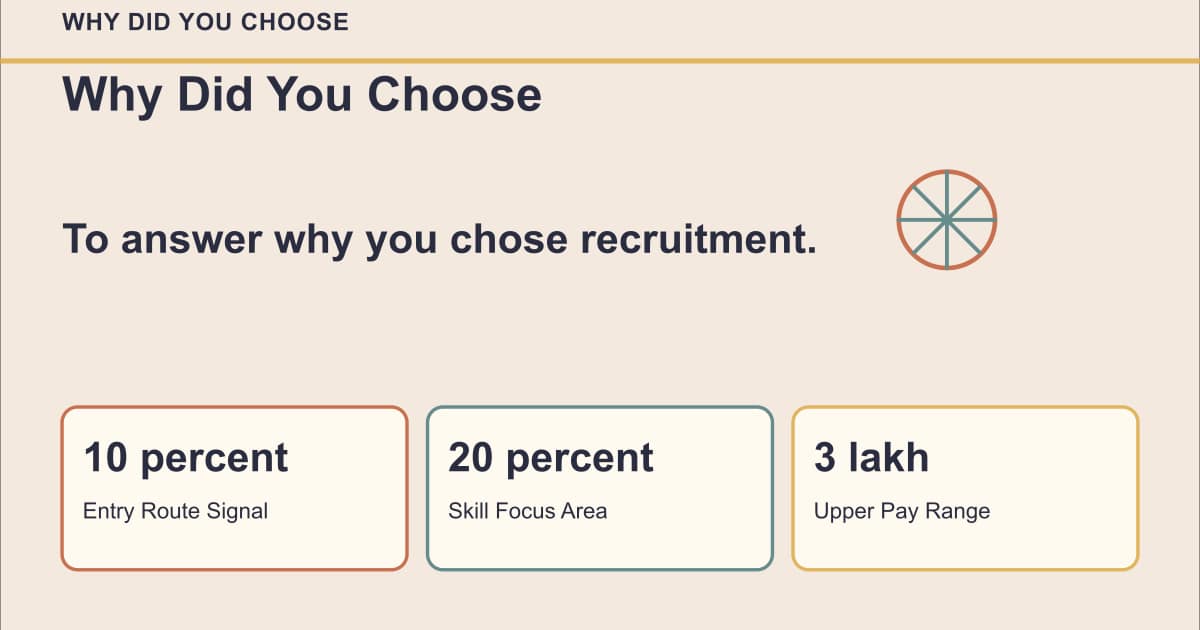 WHY DID YOU CHOOSE
Why Did You Choose
To answer why you chose recruitment.
10 percent
Entry Route Signal
20 percent
Skill Focus Area
3 lakh
Upper Pay Range